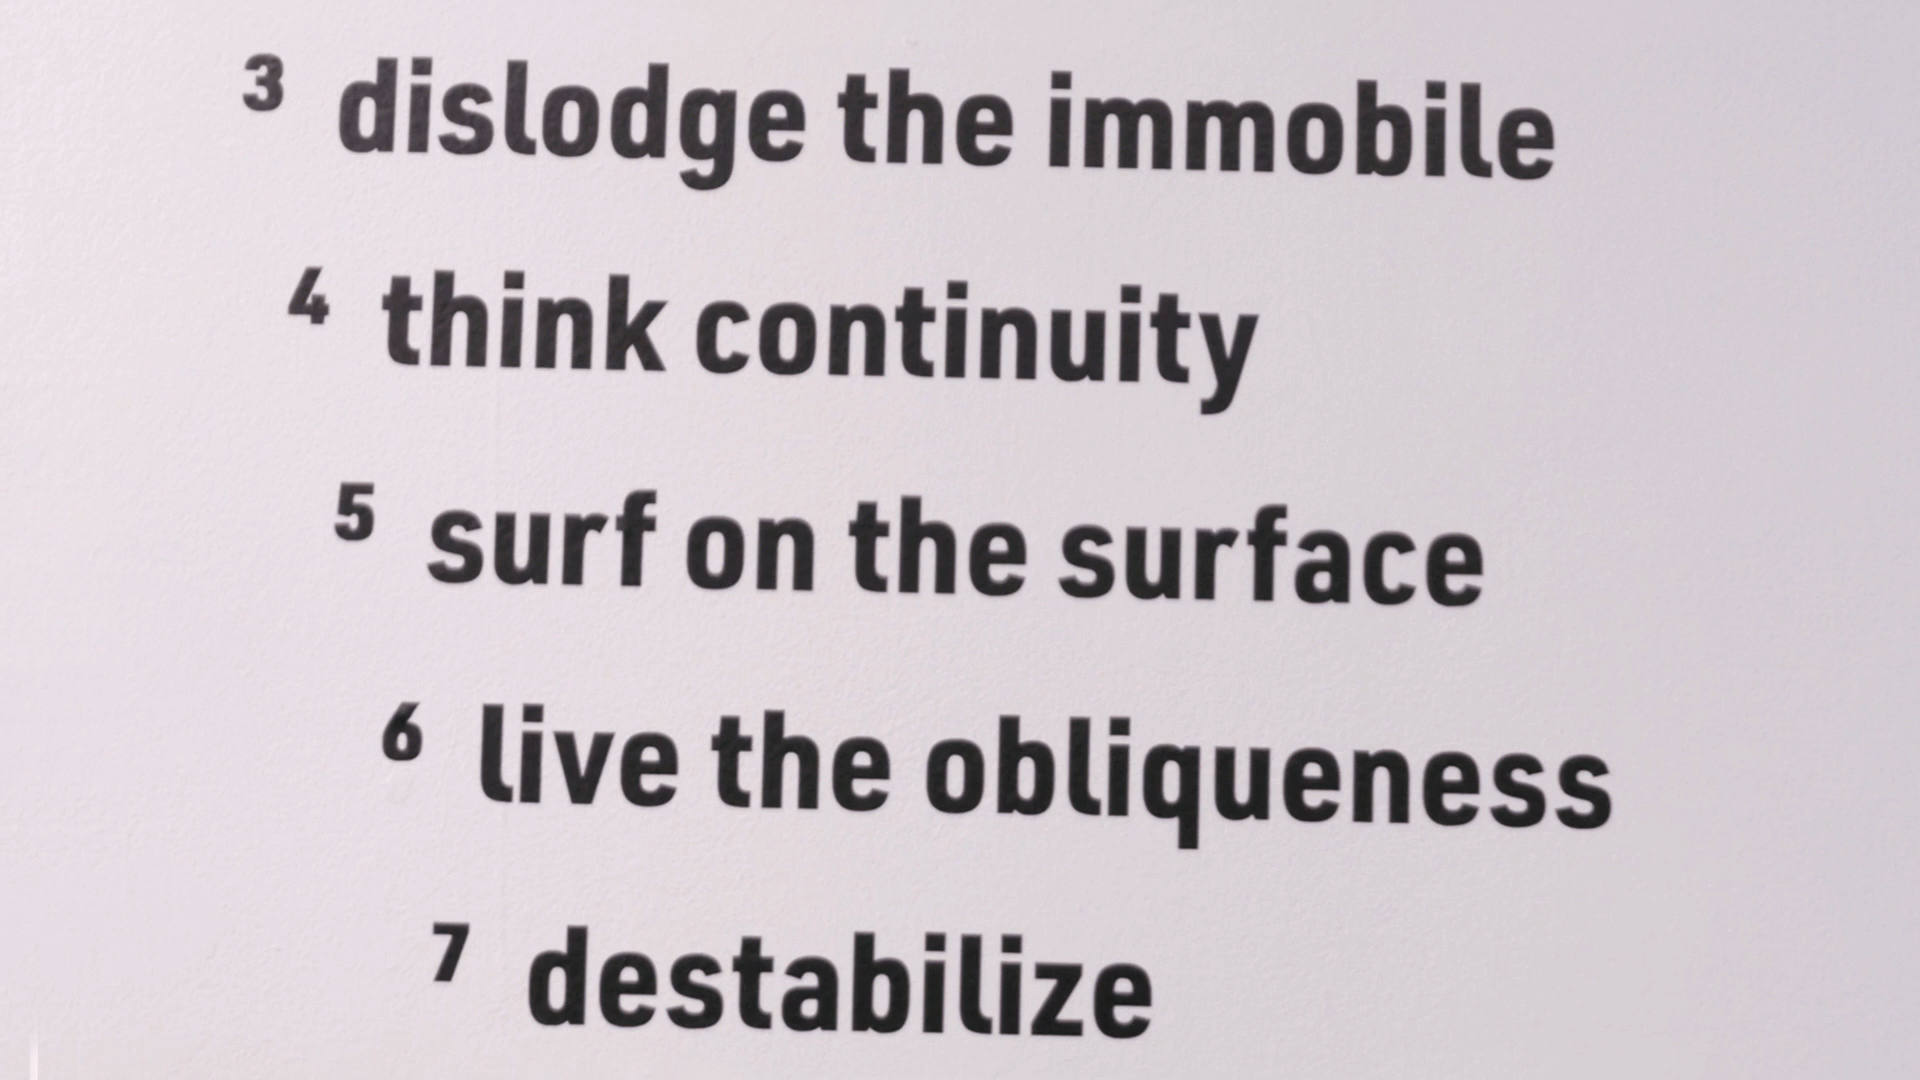 3 dislodge the immobile
4 think continuity
5 surf on the surface
6 live the obliqueness
7 destabilize